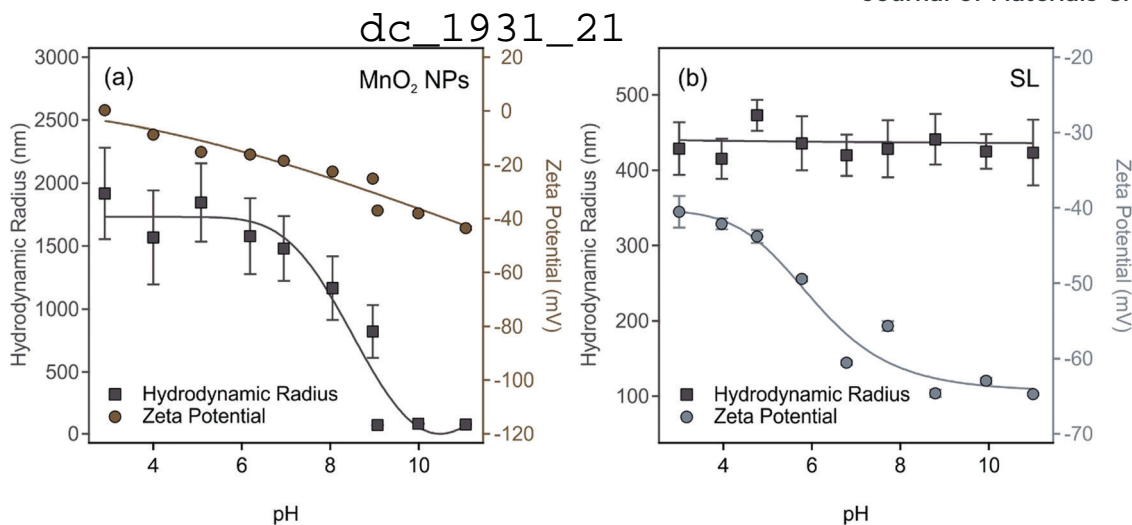 dc_1931_21
(a)
MnO₂ NPs
3000
2500
2000
1500
1000
500
0
Hydrodynamic Radius (nm)
20
0
-20
-40
-60
-80
-100
-120
Zeta Potential (mV)
Hydrodynamic Radius
Zeta Potential
4
6
8
10
pH
(b)
SL
500
400
300
200
100
Hydrodynamic Radius (nm)
-20
-30
-40
-50
-60
-70
Zeta Potential (mV)
Hydrodynamic Radius
Zeta Potential
4
6
8
10
pH